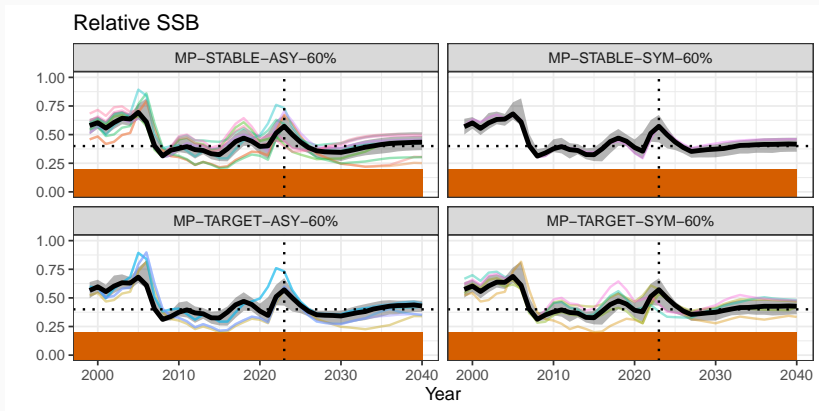 Relative SSB
MP−STABLE−ASY−60% MP−STABLE−SYM−60%
1.00
0.75
0.50
0.25
0.00
MP−TARGET−ASY−60% MP−TARGET−SYM−60%
1.00
0.75
0.50
0.25
0.00
2000 2010 2020 2030 2040 2000 2010 2020 2030 2040
Year